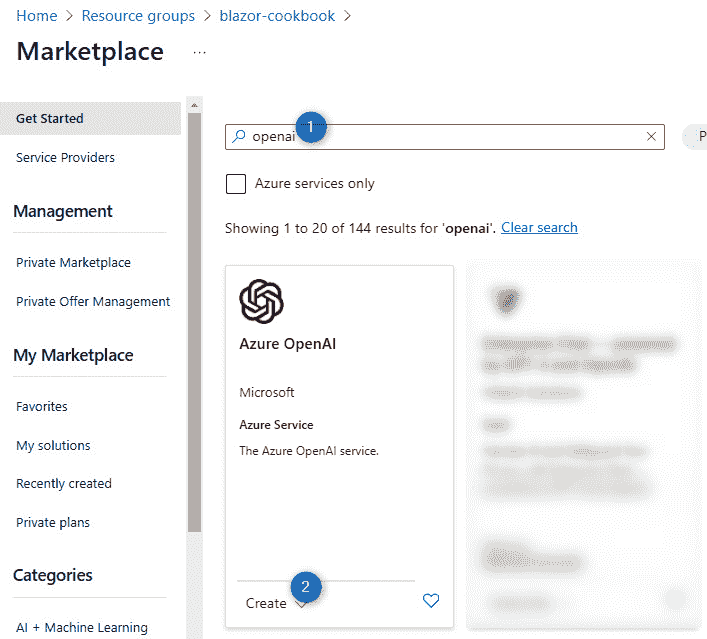 Home > Resource groups > blazor-cookbook >
Marketplace ...
Get Started
Service Providers
Management
Private Marketplace
Private Offer Management
My Marketplace
Favorites
My solutions
Recently created
Private plans
Categories
AI + Machine Learning
openai
1
P
Azure services only
Showing 1 to 20 of 144 results for 'openai'. Clear search
Azure OpenAI
Microsoft
Azure Service
The Azure OpenAI service.
2
Create